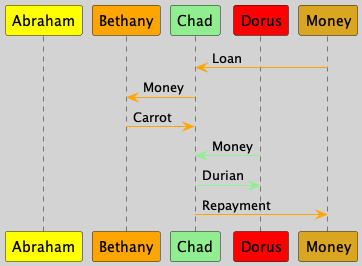 Abraham Bethany Chad Dorus Money
Loan
Money
Carrot
Money
Durian
Repayment
Abraham Bethany Chad Dorus Money